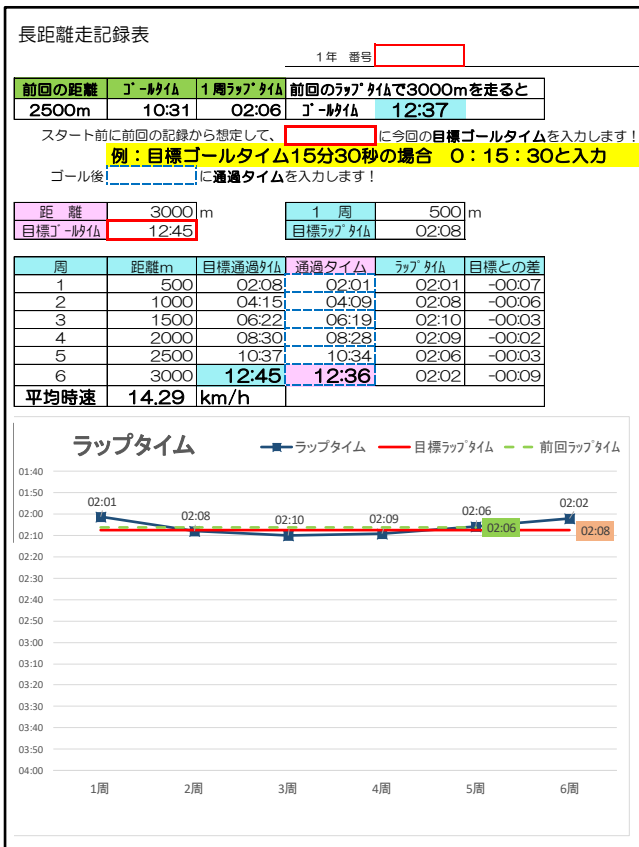 長距離走記録表
1年 番号
前回の距離 ｺﾞｰﾙﾀｲﾑ 1周ﾗｯﾌﾟﾀｲﾑ 前回のﾗｯﾌﾟﾀｲﾑで3000mを走ると
2500m 10:31 02:06 ｺﾞｰﾙﾀｲﾑ 12:37
スタート前に前回の記録から想定して、 に今回の目標ゴールタイムを入力します！
例：目標ゴールタイム15分30秒の場合 0：15：30と入力
ゴール後 に通過タイムを入力します！
距 離 3000 m 1 周 500 m
目標ｺﾞｰﾙﾀｲﾑ 12:45 目標ﾗｯﾌﾟﾀｲﾑ 02:08
周 距離m 目標通過ﾀｲﾑ 通過タイム ﾗｯﾌﾟﾀｲﾑ 目標との差
1 500 02:08 02:01 02:01 -00:07
2 1000 04:15 04:09 02:08 -00:06
3 1500 06:22 06:19 02:10 -00:03
4 2000 08:30 08:28 02:09 -00:02
5 2500 10:37 10:34 02:06 -00:03
6 3000 12:45 12:36 02:02 -00:09
平均時速 14.29 km/h
ラップタイム ラップタイム 目標ﾗｯﾌﾟﾀｲﾑ 前回ﾗｯﾌﾟﾀｲﾑ
01:40
01:50
02:00
02:10
02:20
02:30
02:40
02:50
03:00
03:10
03:20
03:30
03:40
03:50
04:00
02:01 02:08 02:10 02:09 02:06 02:02
02:06 02:08
1周 2周 3周 4周 5周 6周